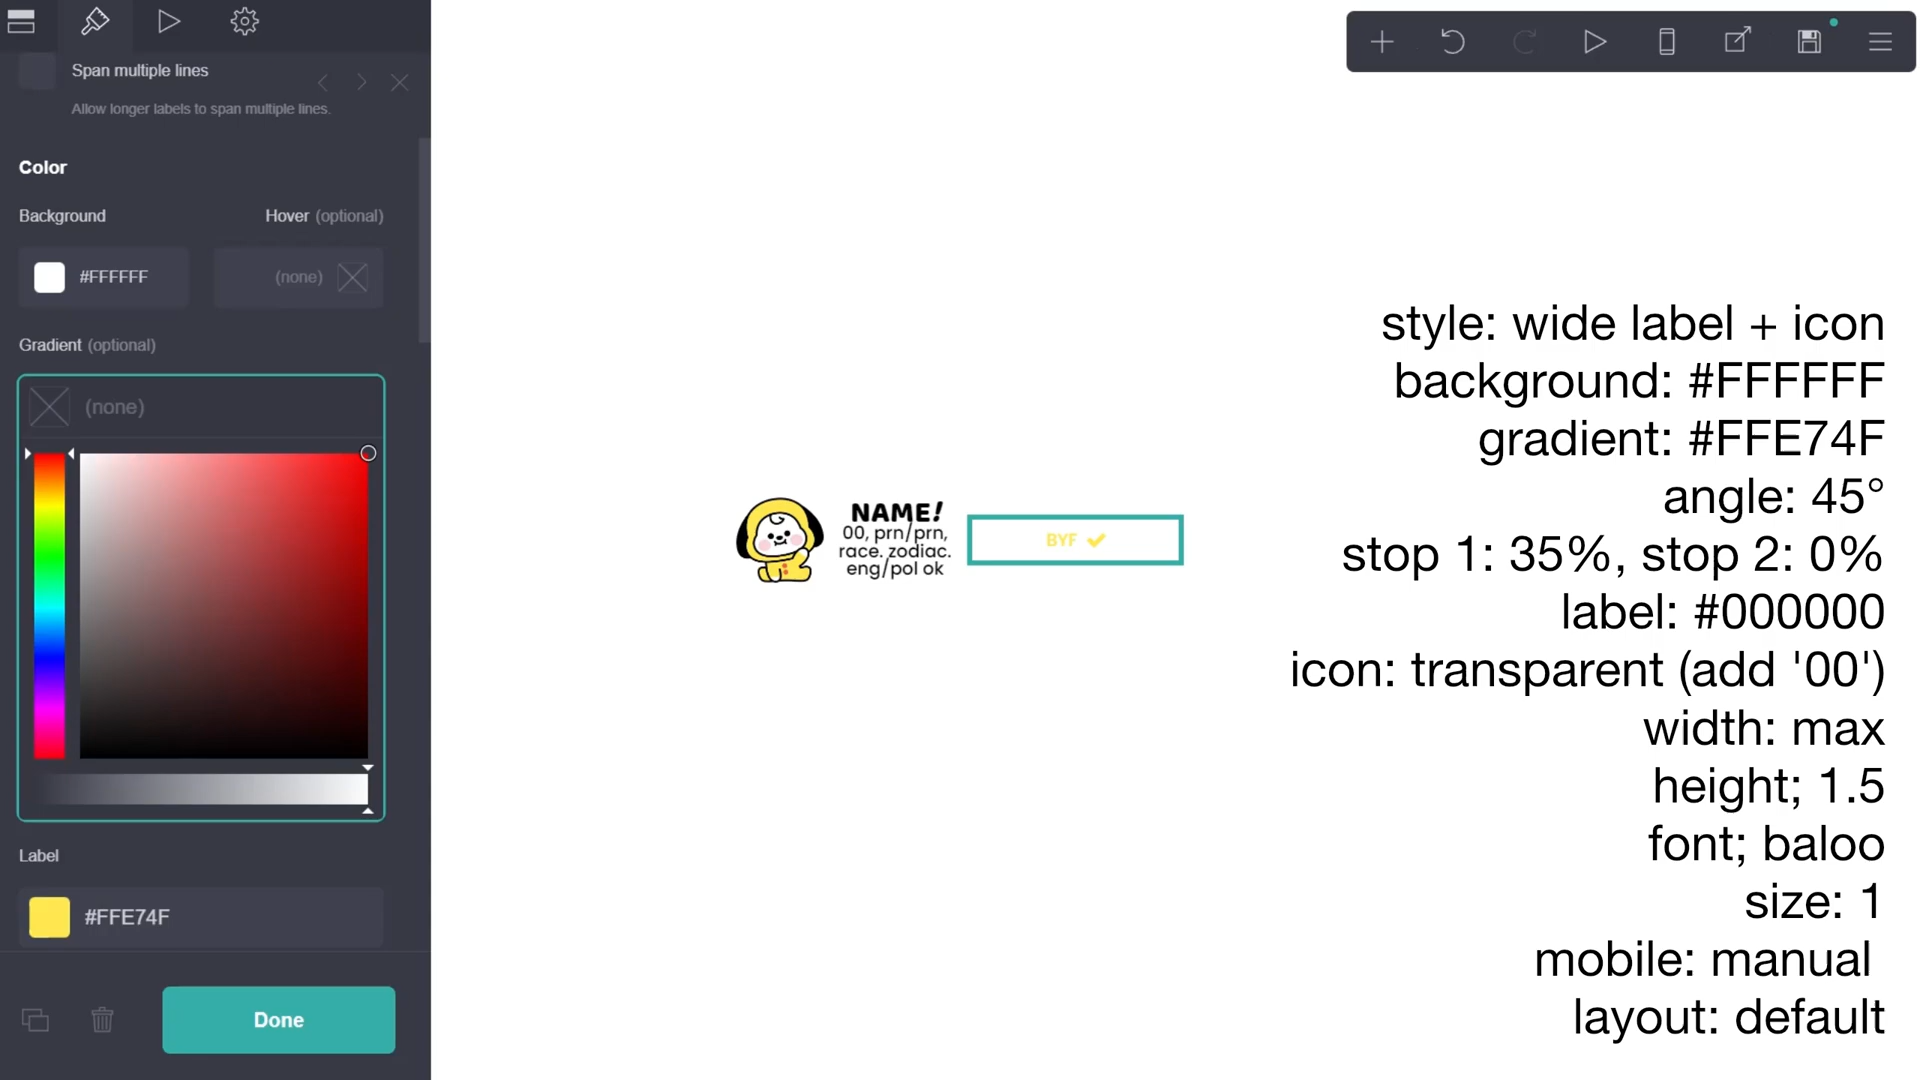 Span multiple lines
Allow longer labels to span multiple lines.
Color
Background
Hover (optional)
#FFFFFF
(none)
Gradient (optional)
(none)
Label
#FFE74F
Done
NAME!
00, prn/prn,
race. zodiac.
eng/pol ok
BYF
style: wide label + icon
background: #FFFFFF
gradient: #FFE74F
angle: 45°
stop 1: 35%, stop 2: 0%
label: #000000
icon: transparent (add '00')
width: max
height; 1.5
font; baloo
size: 1
mobile: manual
layout: default